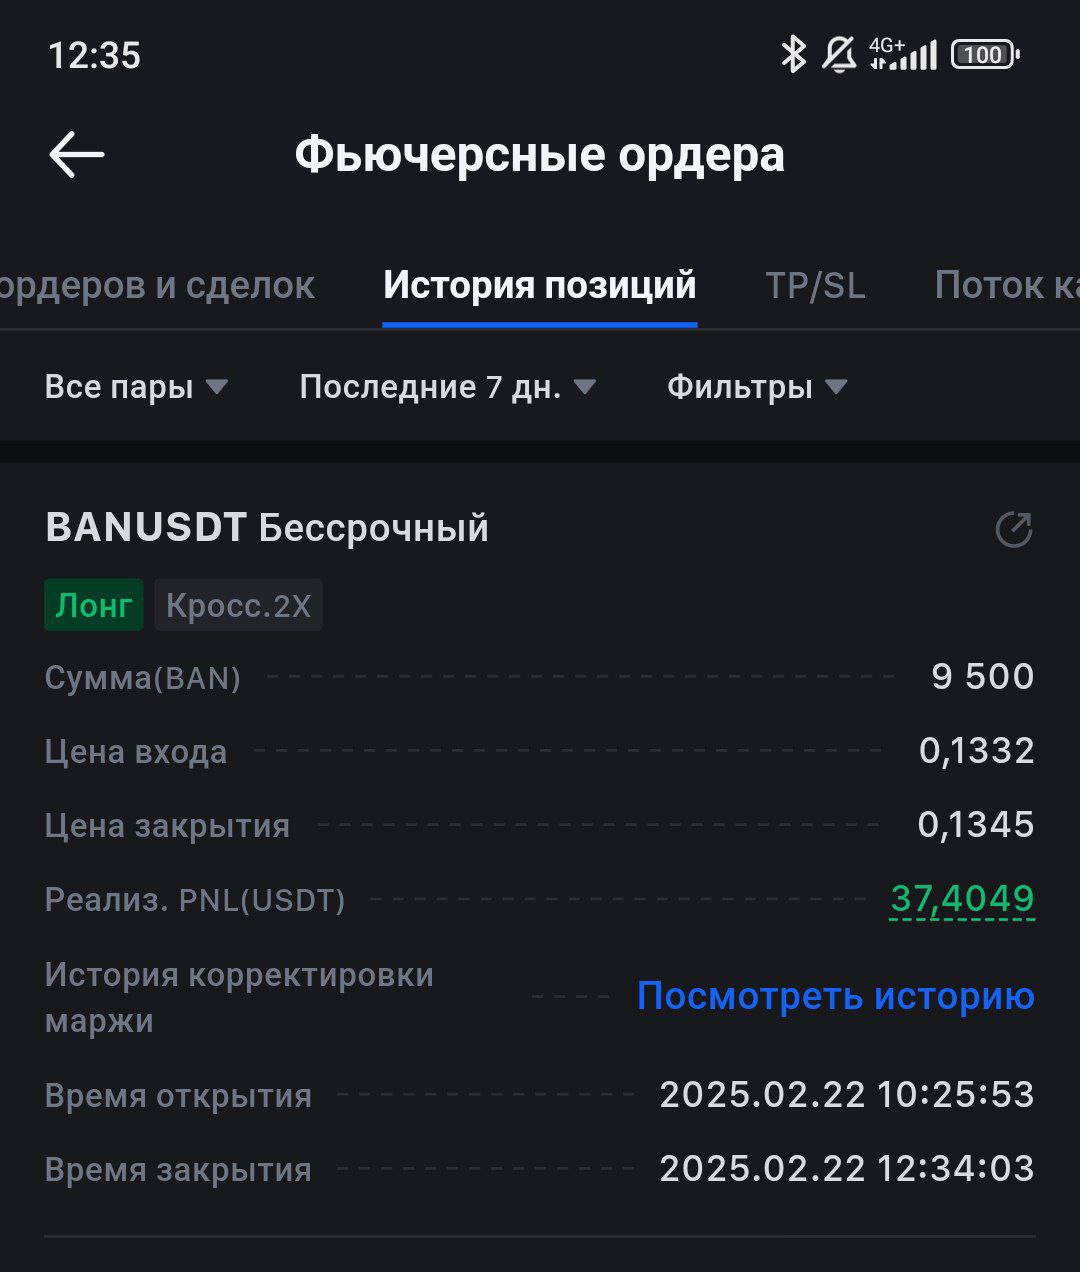 12:35
4G+
100
Фьючерсные ордера
ордеров и сделок История позиций TP/SL Поток ка
Все пары Последние 7 дн. Фильтры
BANUSDT Бессрочный
Лонг Кросс.2X
Сумма(BAN) 9 500
Цена входа 0,1332
Цена закрытия 0,1345
Реализ. PNL(USDT) 37,4049
История корректировки
маржи
Посмотреть историю
Время открытия 2025.02.22 10:25:53
Время закрытия 2025.02.22 12:34:03